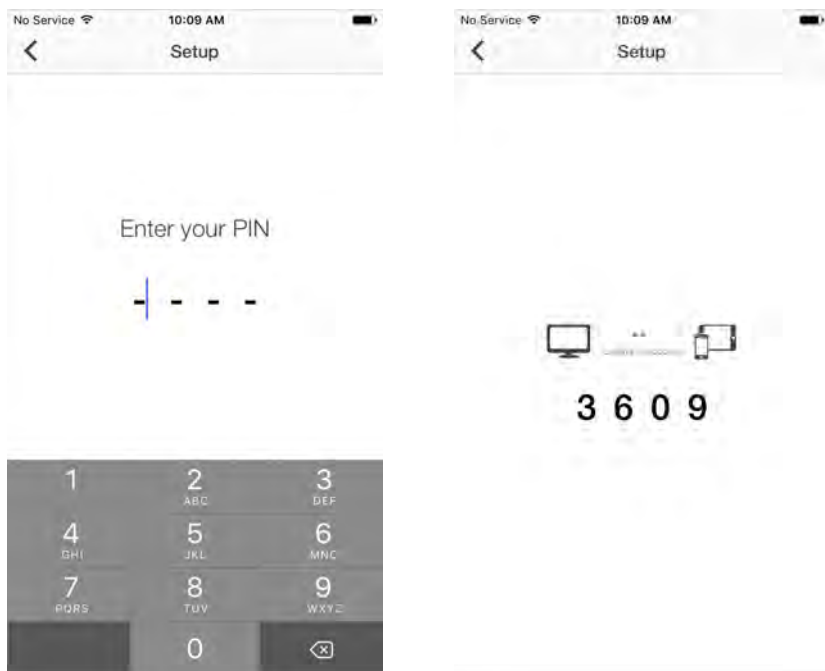 No Service 10:09 AM
Setup
Enter your PIN
- - - -
1 2 3
ABC DEF
4 5 6
GHI JKL MNC
7 8 9
PQRS TUV WXYZ
0
No Service 10:09 AM
Setup
3 6 0 9